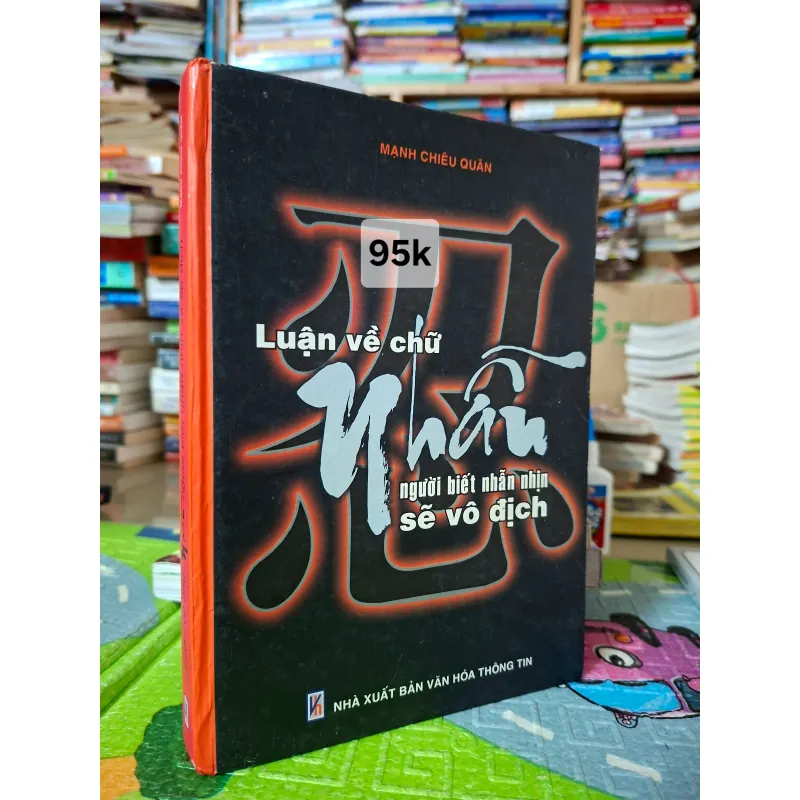 MẠNH CHIÊU QUÂN
忍
95k
Luận về chữ
Nhẫn
người biết nhẫn nhịn
sẽ vô địch
NHÀ XUẤT BẢN VĂN HÓA THÔNG TIN